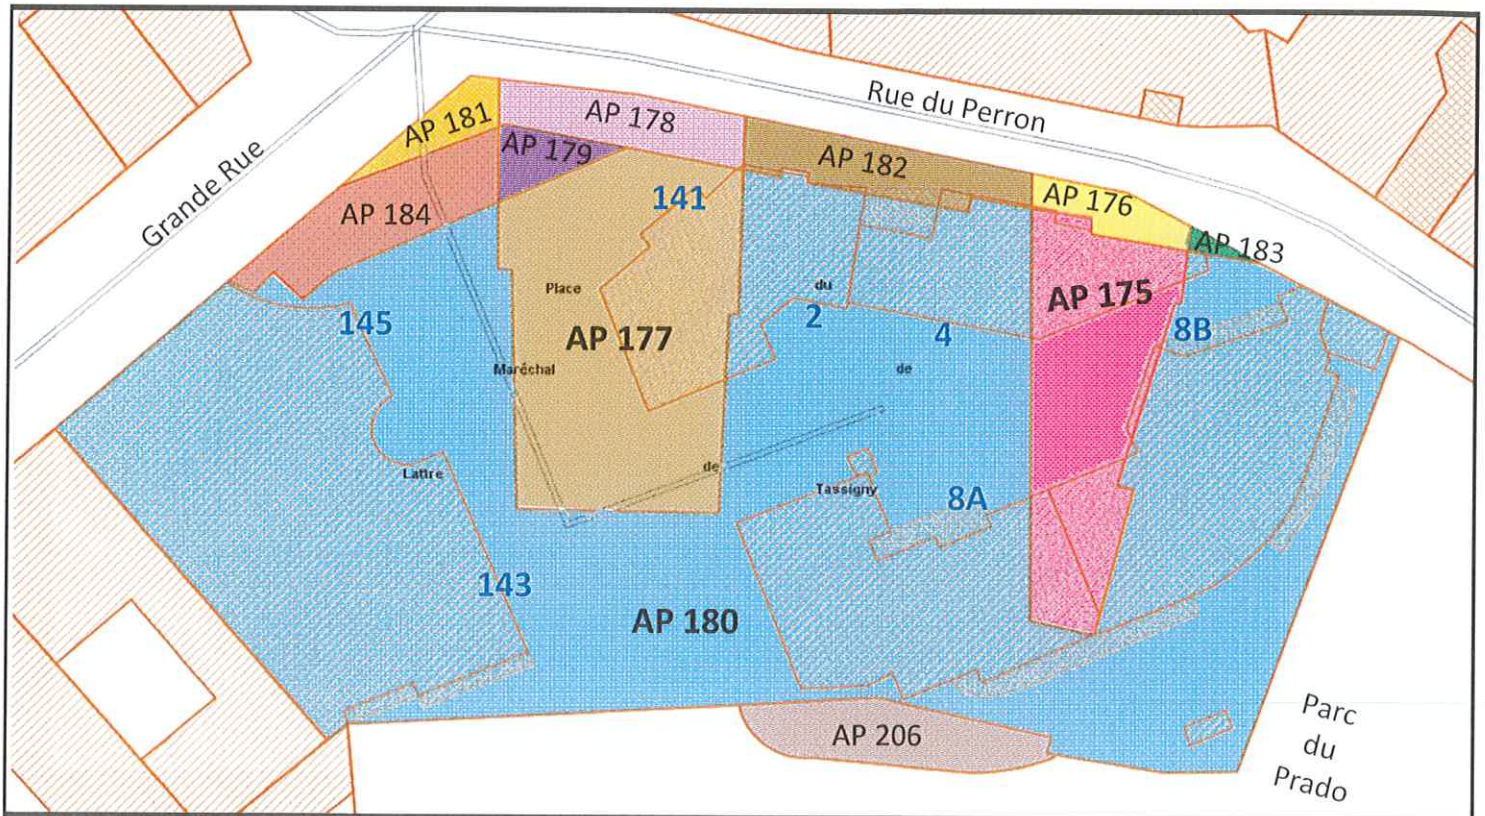 Rue du Perron
Grande Rue
AP 181
AP 178
AP 179
AP 182
AP 176
AP 183
AP 184
141
145
Place
AP 177
du
2
4
AP 175
8B
Maréchal
de
Lattre
de
Tassigny
8A
143
AP 180
AP 206
Parc
du
Prado